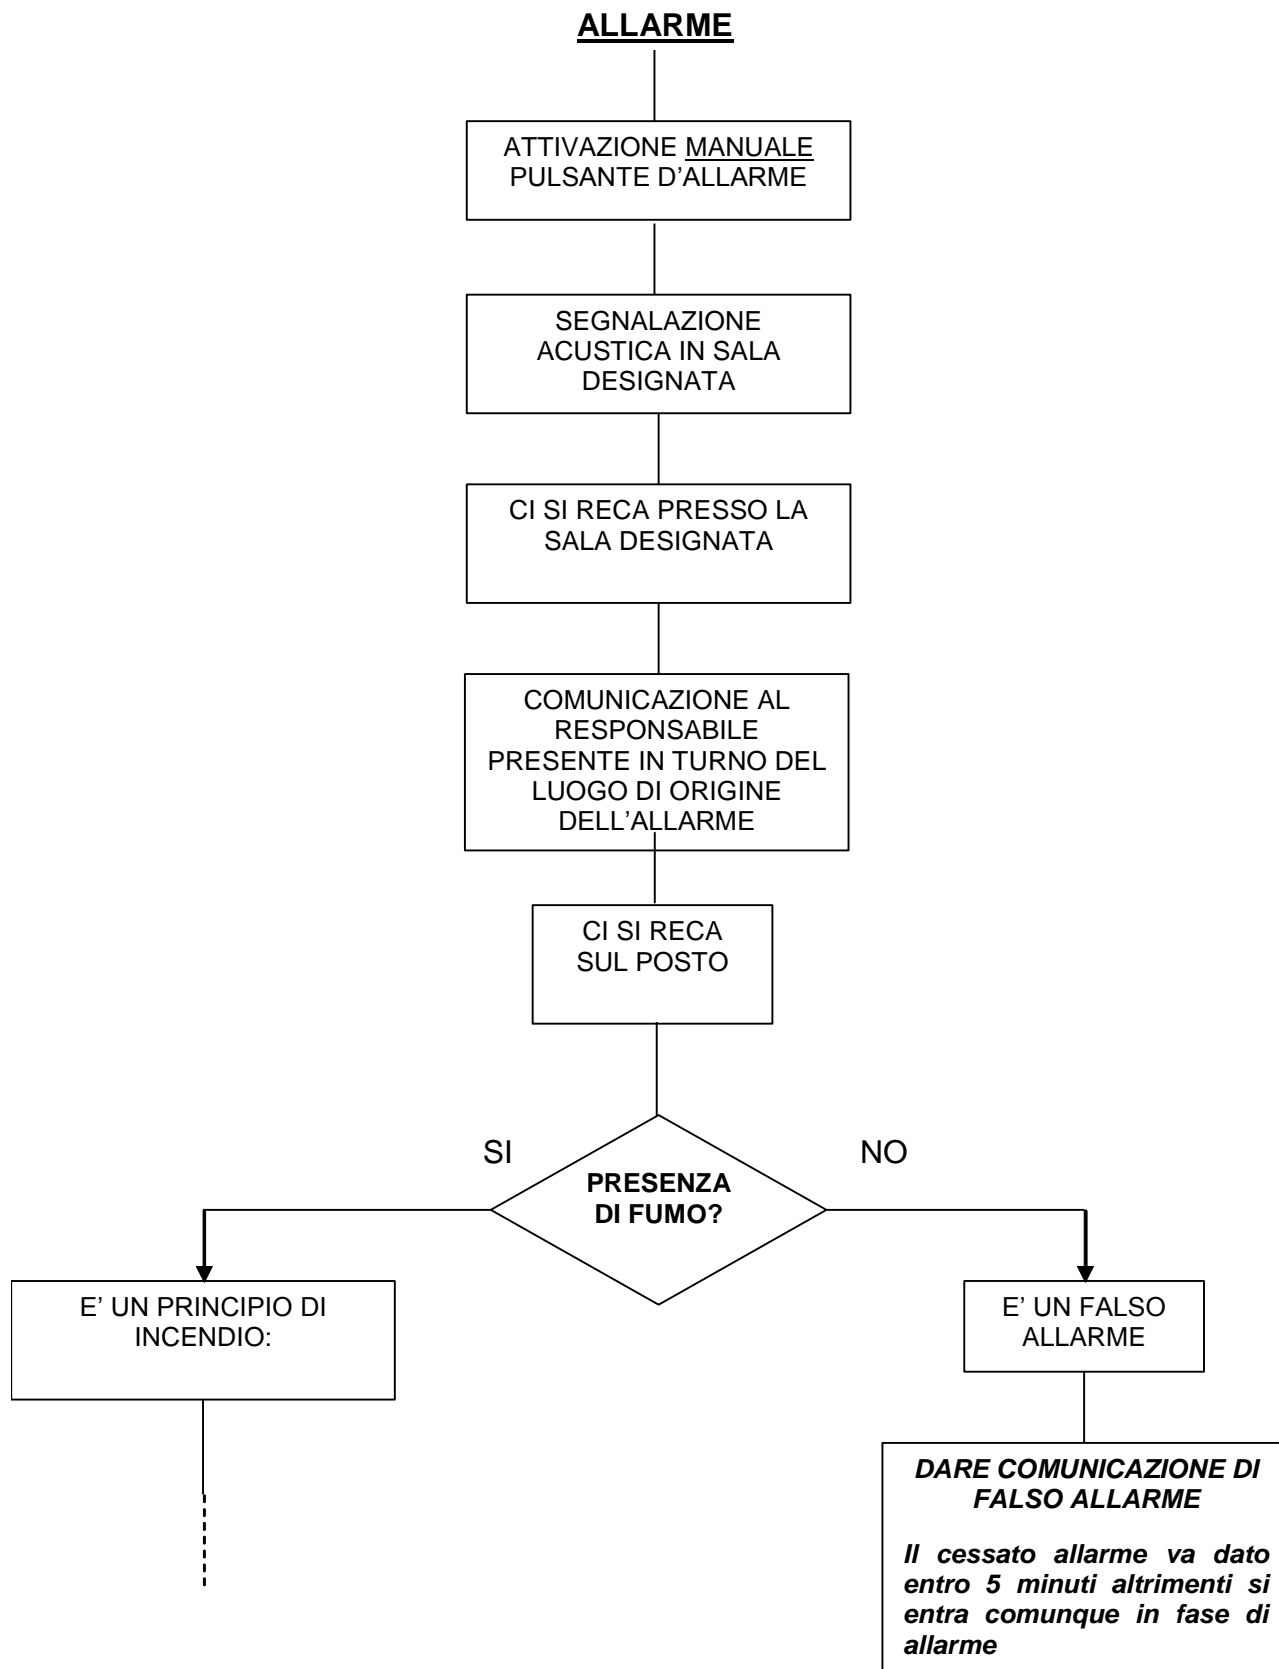 ALLARME
ATTIVAZIONE MANUALE
PULSANTE D’ALLARME
SEGNALAZIONE
ACUSTICA IN SALA
DESIGNATA
CI SI RECA PRESSO LA
SALA DESIGNATA
COMUNICAZIONE AL
RESPONSABILE
PRESENTE IN TURNO DEL
LUOGO DI ORIGINE
DELL’ALLARME
CI SI RECA
SUL POSTO
SI
NO
PRESENZA
DI FUMO?
E’ UN PRINCIPIO DI
INCENDIO:
E’ UN FALSO
ALLARME
DARE COMUNICAZIONE DI
FALSO ALLARME
Il cessato allarme va dato
entro 5 minuti altrimenti si
entra comunque in fase di
allarme